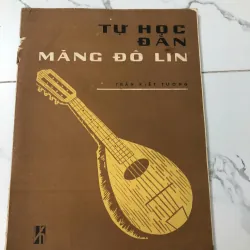 TỰ HỌC
ĐÀN
MĂNG ĐÔ LIN